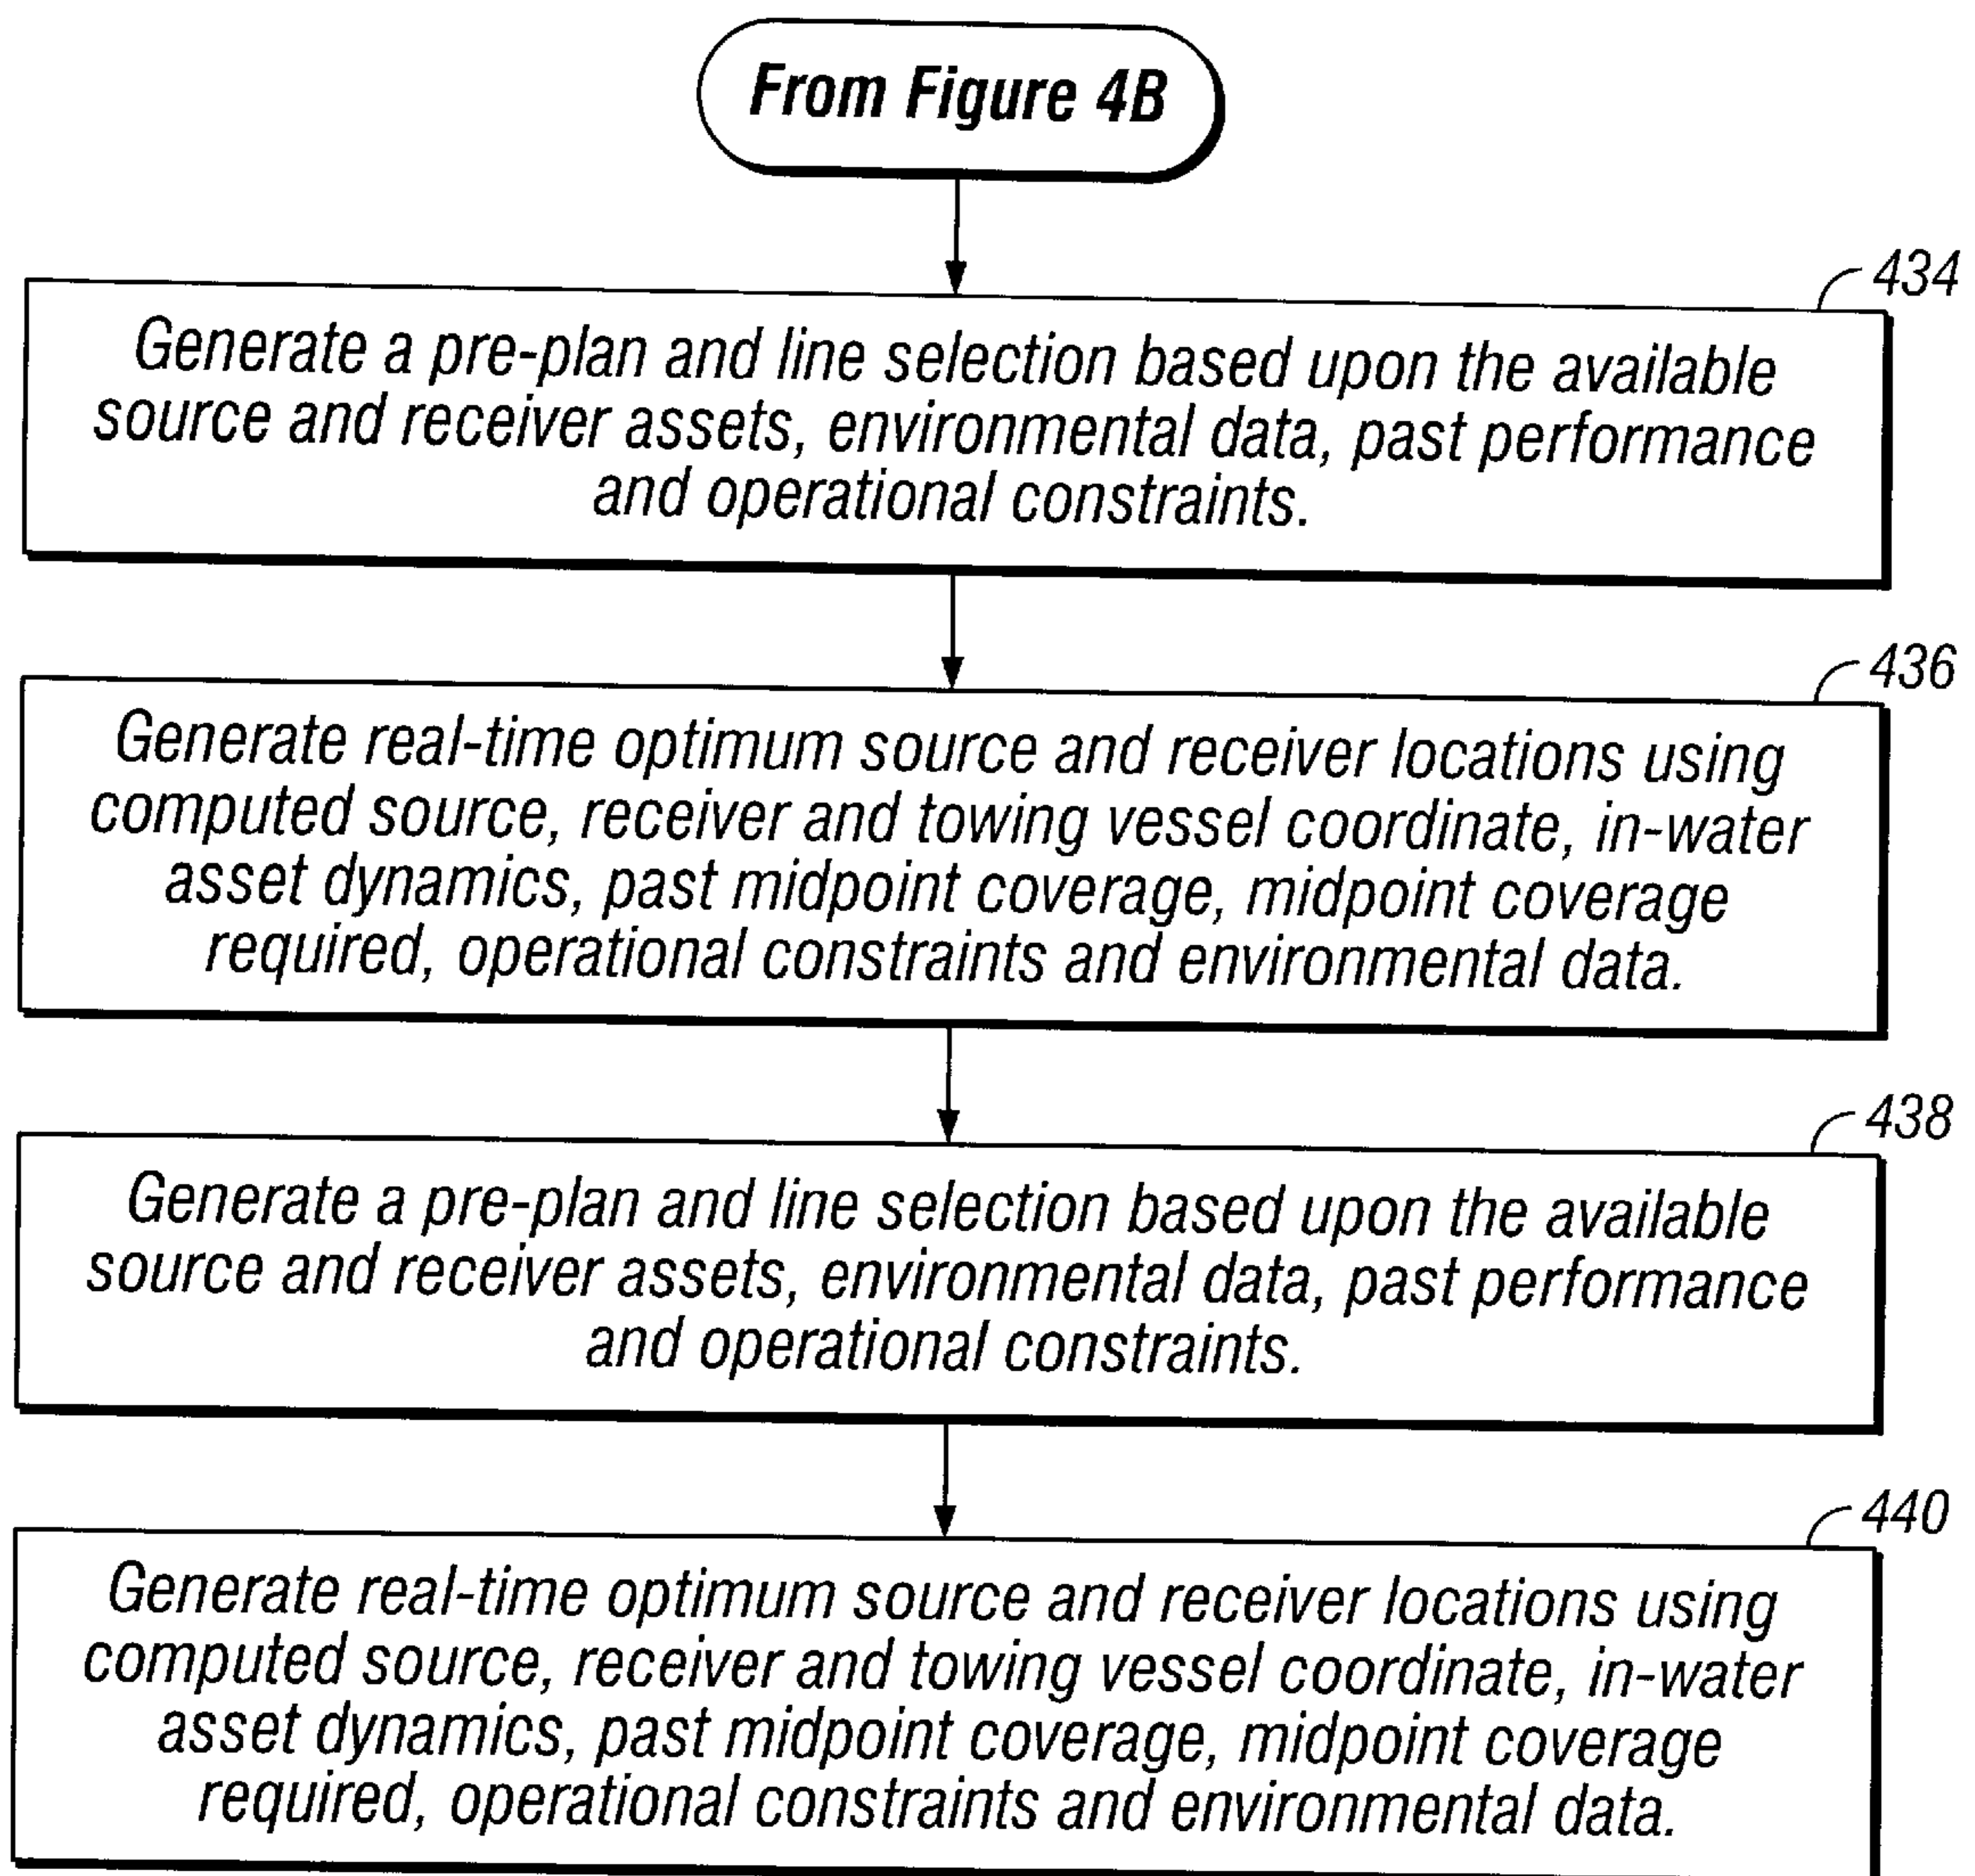 From Figure 4B
434
Generate a pre-plan and line selection based upon the available
source and receiver assets, environmental data, past performance
and operational constraints.
436
Generate real-time optimum source and receiver locations using
computed source, receiver and towing vessel coordinate, in-water
asset dynamics, past midpoint coverage, midpoint coverage
required, operational constraints and environmental data.
438
Generate a pre-plan and line selection based upon the available
source and receiver assets, environmental data, past performance
and operational constraints.
440
Generate real-time optimum source and receiver locations using
computed source, receiver and towing vessel coordinate, in-water
asset dynamics, past midpoint coverage, midpoint coverage
required, operational constraints and environmental data.